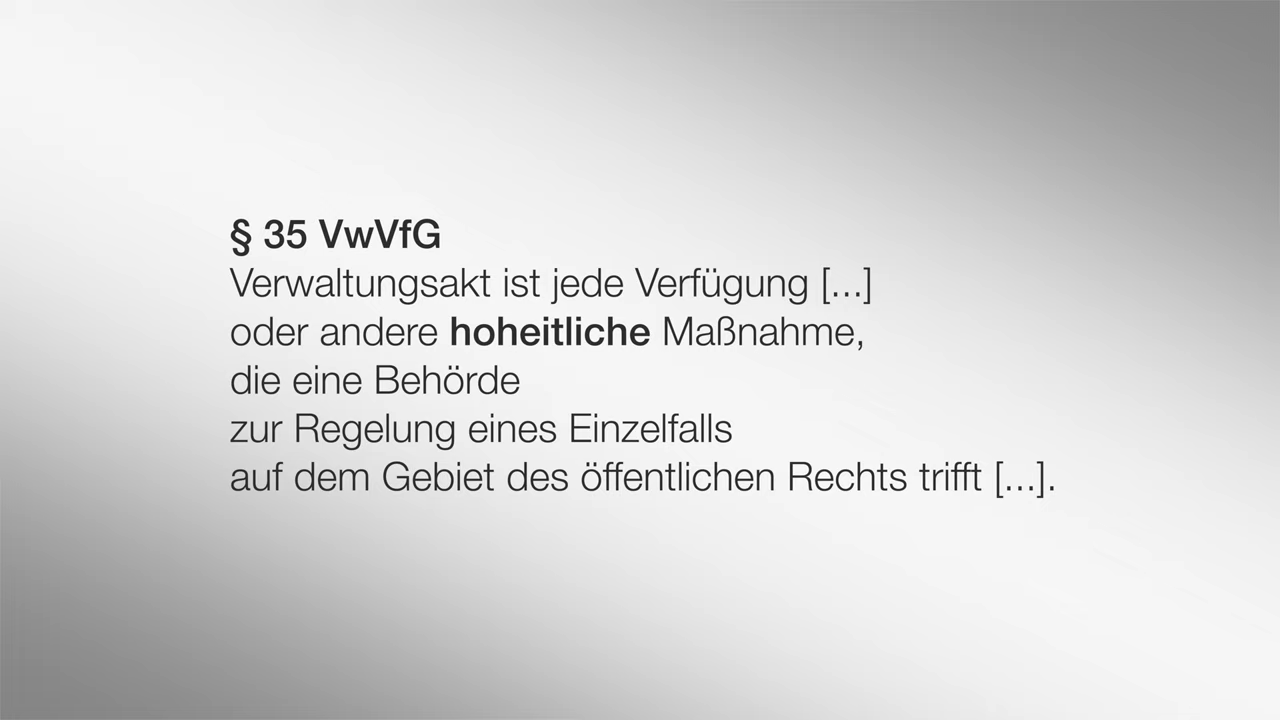 § 35 VwVfG
Verwaltungsakt ist jede Verfügung [...]
oder andere hoheitliche Maßnahme,
die eine Behörde
zur Regelung eines Einzelfalls
auf dem Gebiet des öffentlichen Rechts trifft [...].